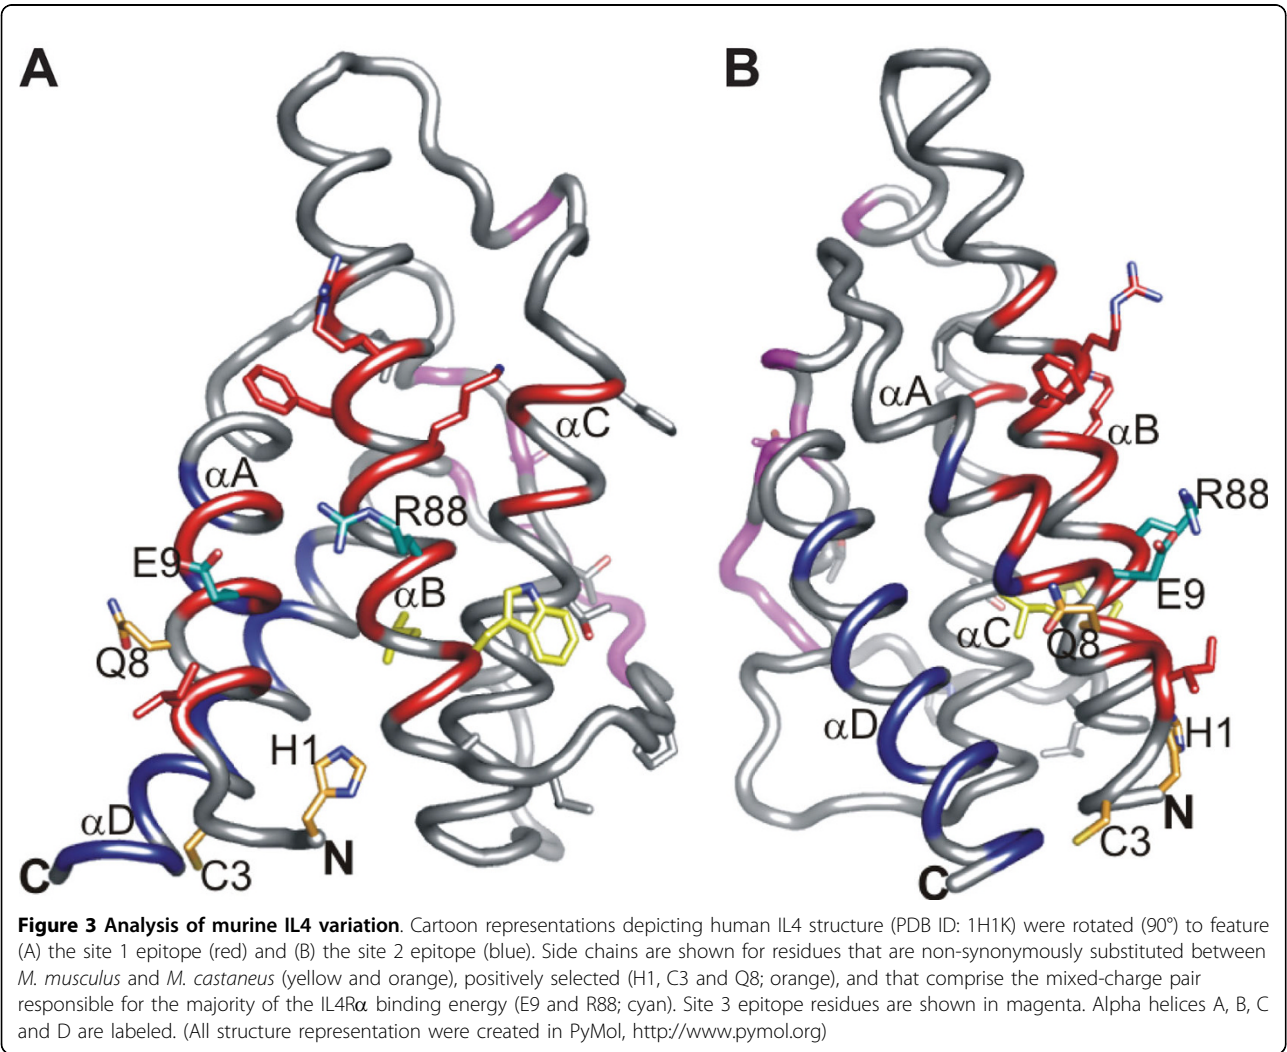 A
B
αA
αC
αA
αB
R88
R88
E9
αB
E9
αC
Q8
Q8
αD
H1
H1
αD
N
C3
C
C3
N
C
Figure 3 Analysis of murine IL4 variation. Cartoon representations depicting human IL4 structure (PDB ID: 1H1K) were rotated (90°) to feature
(A) the site 1 epitope (red) and (B) the site 2 epitope (blue). Side chains are shown for residues that are non-synonymously substituted between
M. musculus and M. castaneus (yellow and orange), positively selected (H1, C3 and Q8; orange), and that comprise the mixed-charge pair
responsible for the majority of the IL4Rα binding energy (E9 and R88; cyan). Site 3 epitope residues are shown in magenta. Alpha helices A, B, C
and D are labeled. (All structure representation were created in PyMol, http://www.pymol.org)